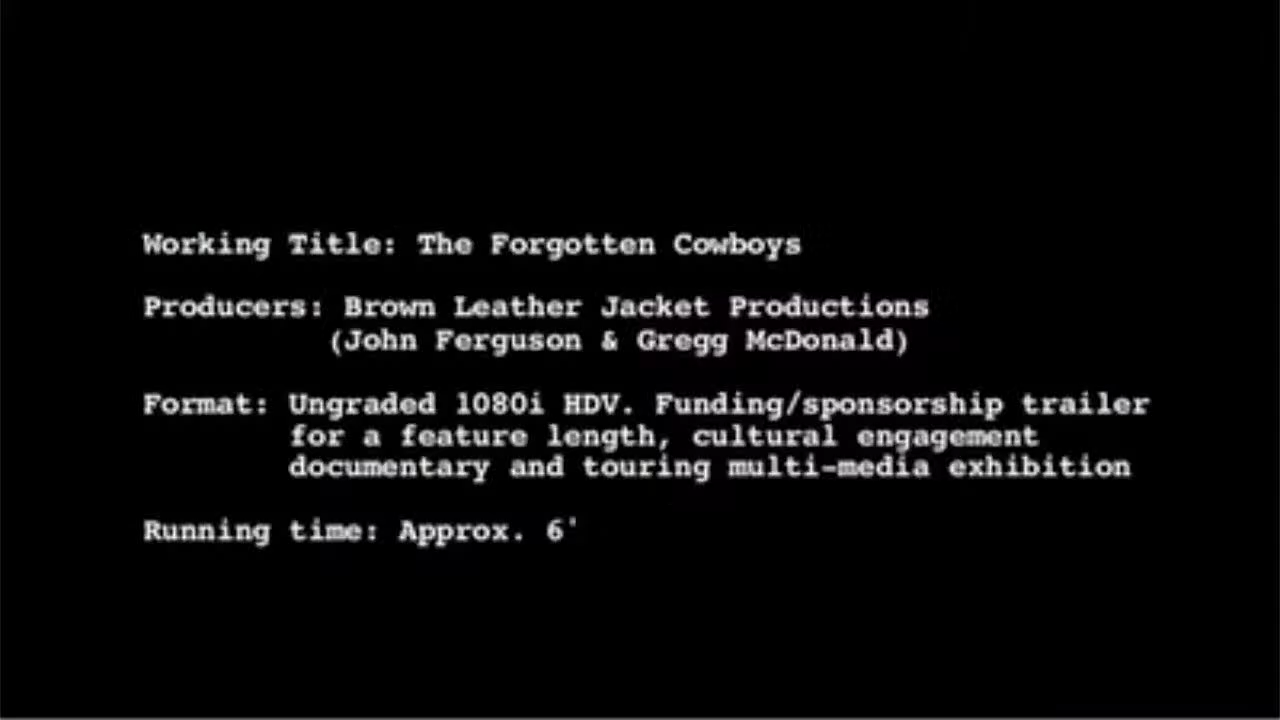 Working Title: The Forgotten Cowboys
Producers: Brown Leather Jacket Productions
(John Ferguson & Gregg McDonald)
Format: Ungraded 1080i HDV. Funding/sponsorship trailer
for a feature length, cultural engagement
documentary and touring multi-media exhibition
Running time: Approx. 6'